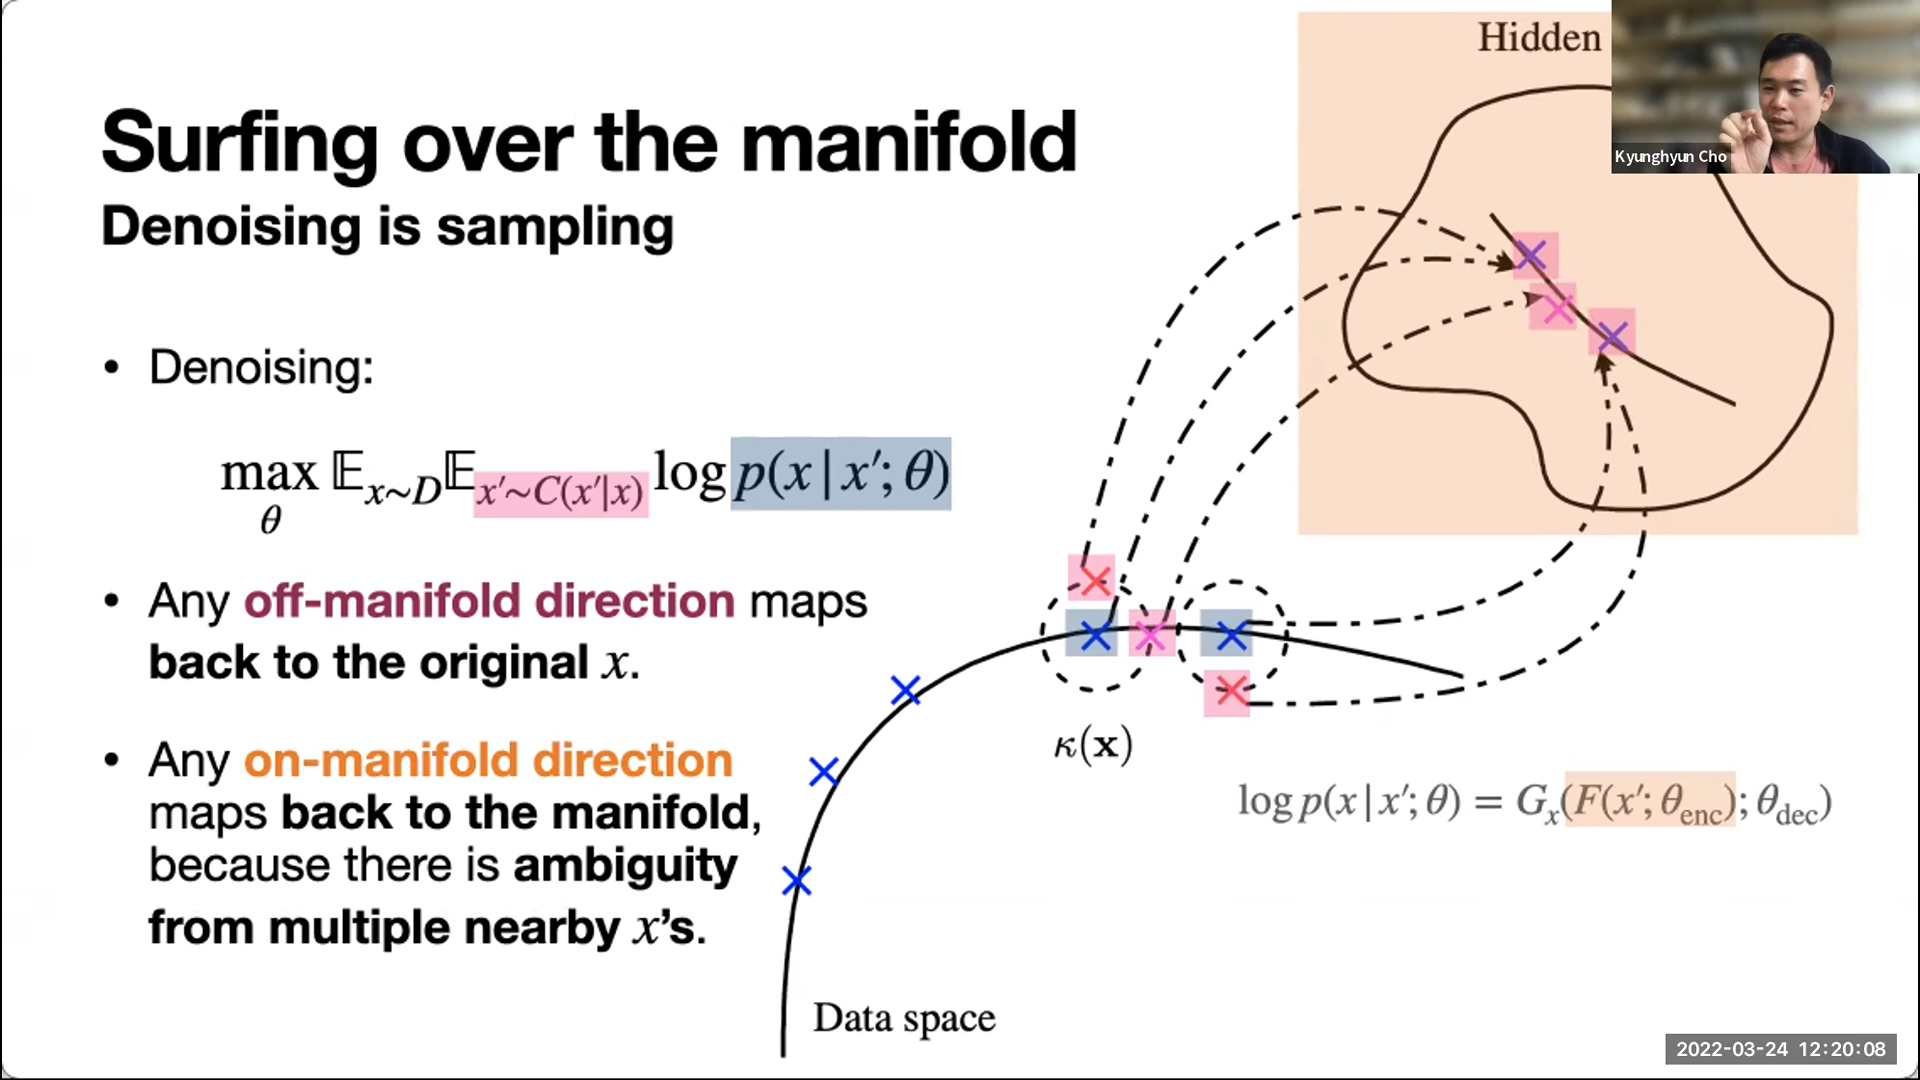 Surfing over the manifold
Denoising is sampling
• Denoising:
max 𝔼x∼D𝔼x′∼C(x′|x) log p(x | x′; θ)
θ
• Any off-manifold direction maps
back to the original x.
• Any on-manifold direction
maps back to the manifold,
because there is ambiguity
from multiple nearby x’s.
Hidden
Kyunghyun Cho
κ(x)
log p(x | x′; θ) = Gx(F(x′; θenc); θdec)
Data space
2022-03-24 12:20:08